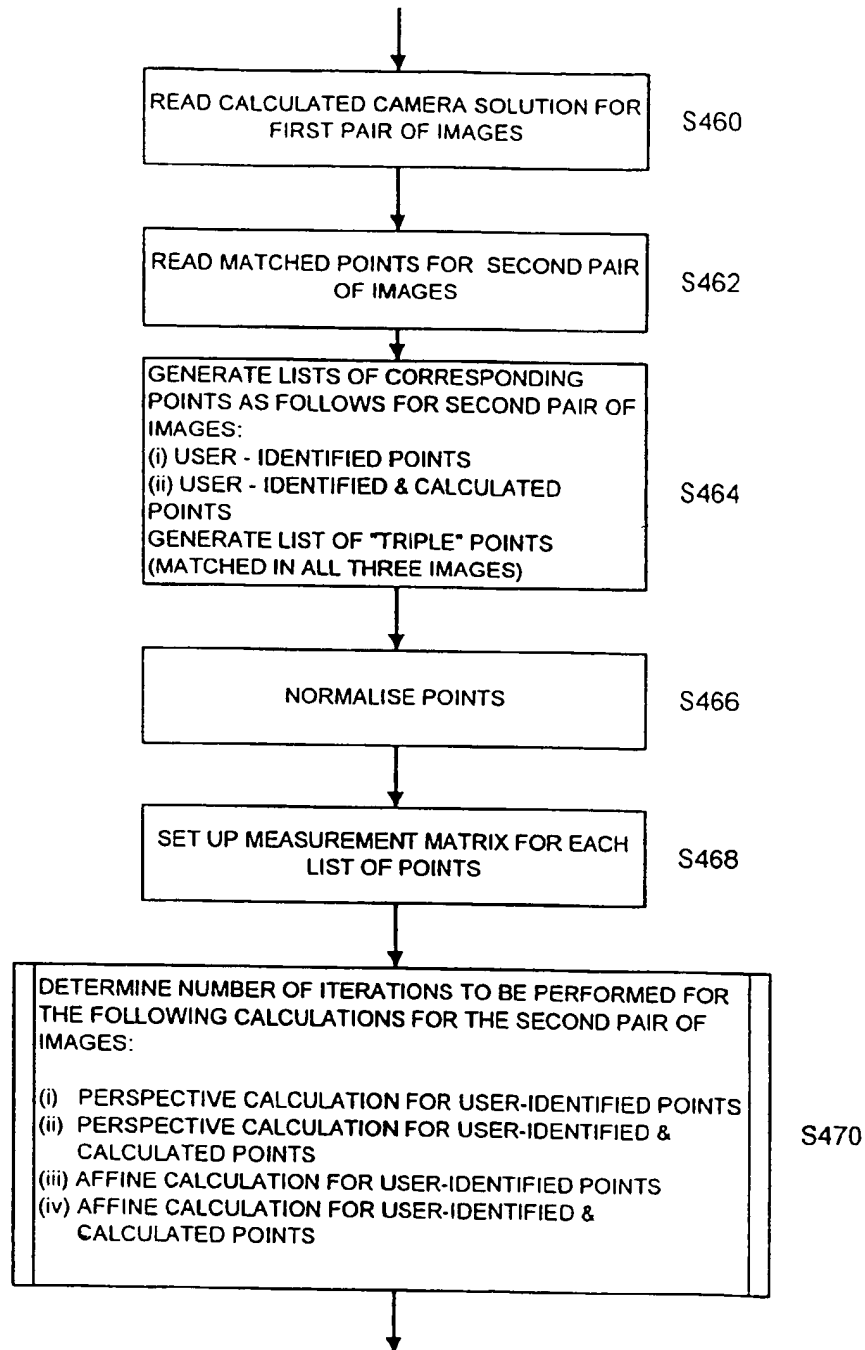 READ CALCULATED CAMERA SOLUTION FOR
FIRST PAIR OF IMAGES
S460
READ MATCHED POINTS FOR SECOND PAIR
OF IMAGES
S462
GENERATE LISTS OF CORRESPONDING
POINTS AS FOLLOWS FOR SECOND PAIR OF
IMAGES:
(i) USER - IDENTIFIED POINTS
(ii) USER - IDENTIFIED & CALCULATED
POINTS
GENERATE LIST OF "TRIPLE" POINTS
(MATCHED IN ALL THREE IMAGES)
S464
NORMALISE POINTS
S466
SET UP MEASUREMENT MATRIX FOR EACH
LIST OF POINTS
S468
DETERMINE NUMBER OF ITERATIONS TO BE PERFORMED FOR
THE FOLLOWING CALCULATIONS FOR THE SECOND PAIR OF
IMAGES:
(i) PERSPECTIVE CALCULATION FOR USER-IDENTIFIED POINTS
(ii) PERSPECTIVE CALCULATION FOR USER-IDENTIFIED &
CALCULATED POINTS
(iii) AFFINE CALCULATION FOR USER-IDENTIFIED POINTS
(iv) AFFINE CALCULATION FOR USER-IDENTIFIED &
CALCULATED POINTS
S470